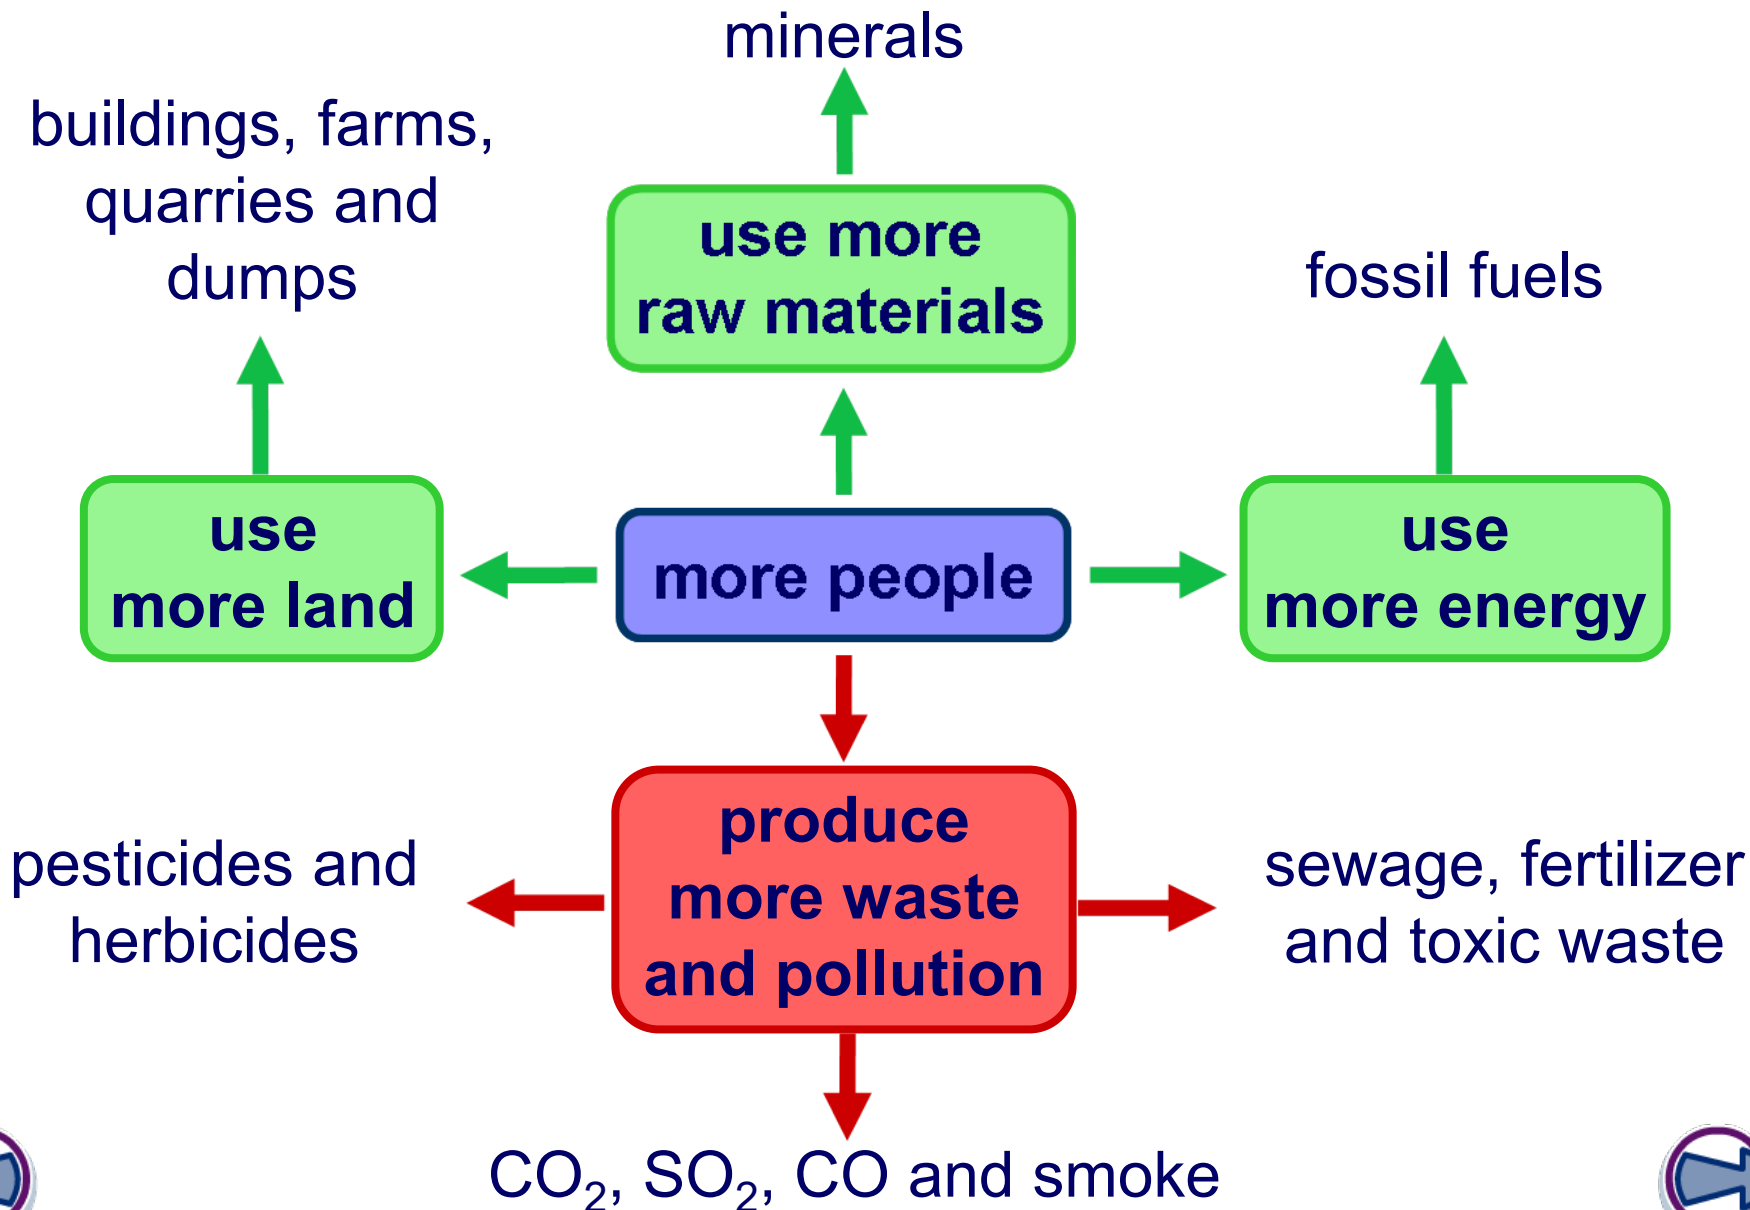 minerals
buildings, farms,
quarries and
dumps
use more
raw materials
fossil fuels
use
more land
more people
use
more energy
produce
more waste
and pollution
pesticides and
herbicides
sewage, fertilizer
and toxic waste
CO₂, SO₂, CO and smoke